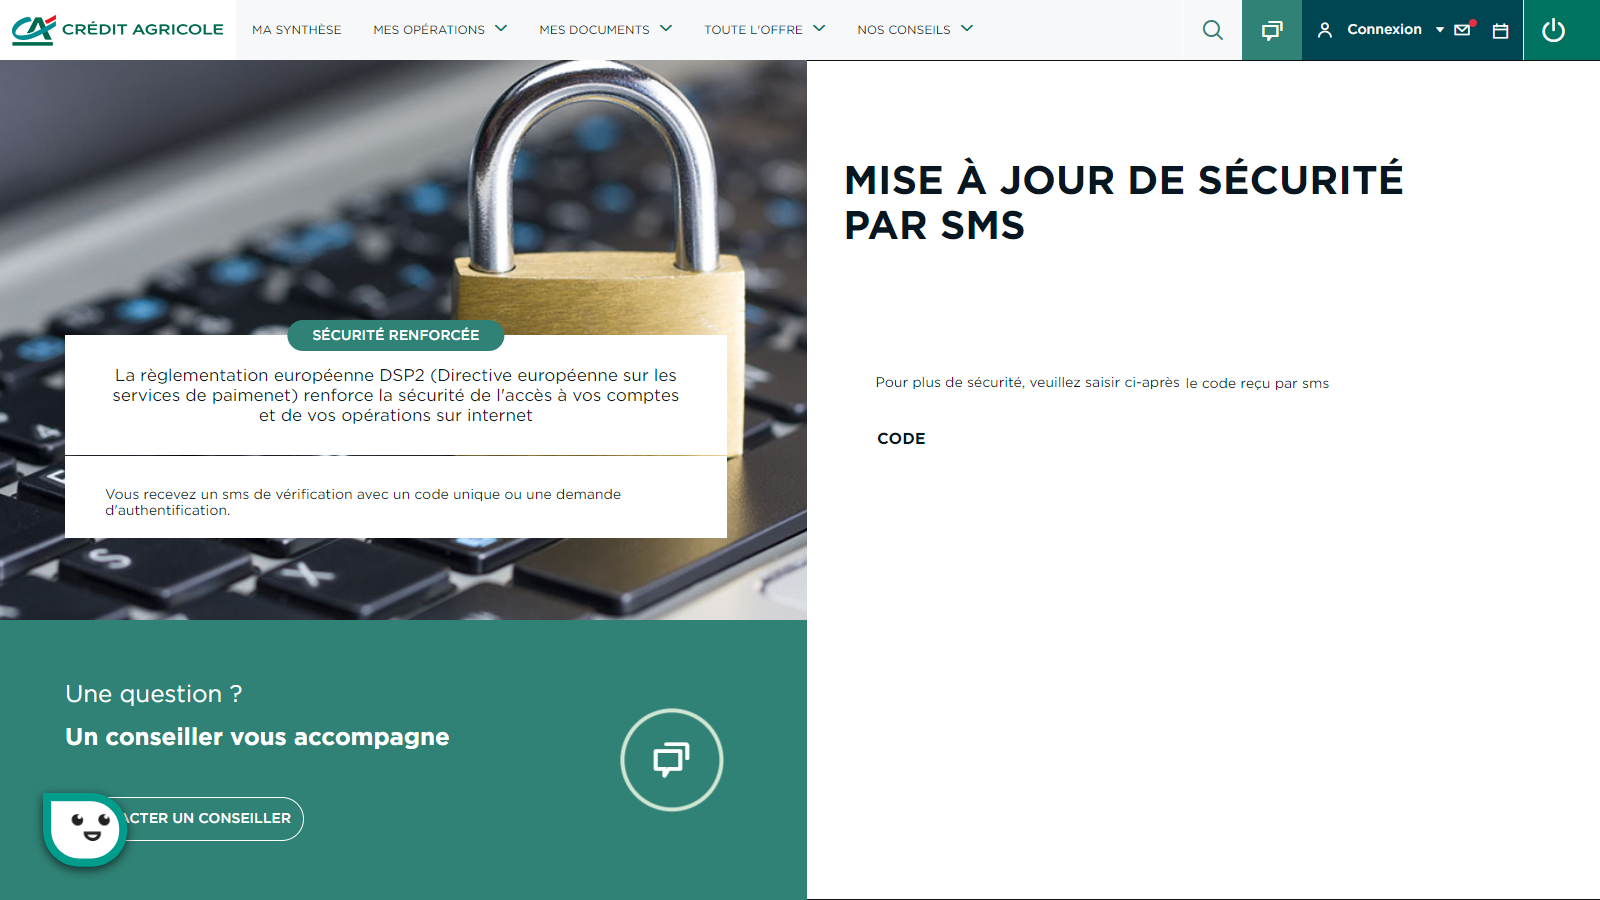 CRÉDIT AGRICOLE
MA SYNTHÈSE
MES OPÉRATIONS
MES DOCUMENTS
TOUTE L'OFFRE
NOS CONSEILS
Connexion
SÉCURITÉ RENFORCÉE
La règlementation européenne DSP2 (Directive européenne sur les
services de paimenet) renforce la sécurité de l'accès à vos comptes
et de vos opérations sur internet
Vous recevez un sms de vérification avec un code unique ou une demande
d'authentification.
S
X
Une question ?
Un conseiller vous accompagne
ACTER UN CONSEILLER
MISE À JOUR DE SÉCURITÉ
PAR SMS
Pour plus de sécurité, veuillez saisir ci-après le code reçu par sms
CODE